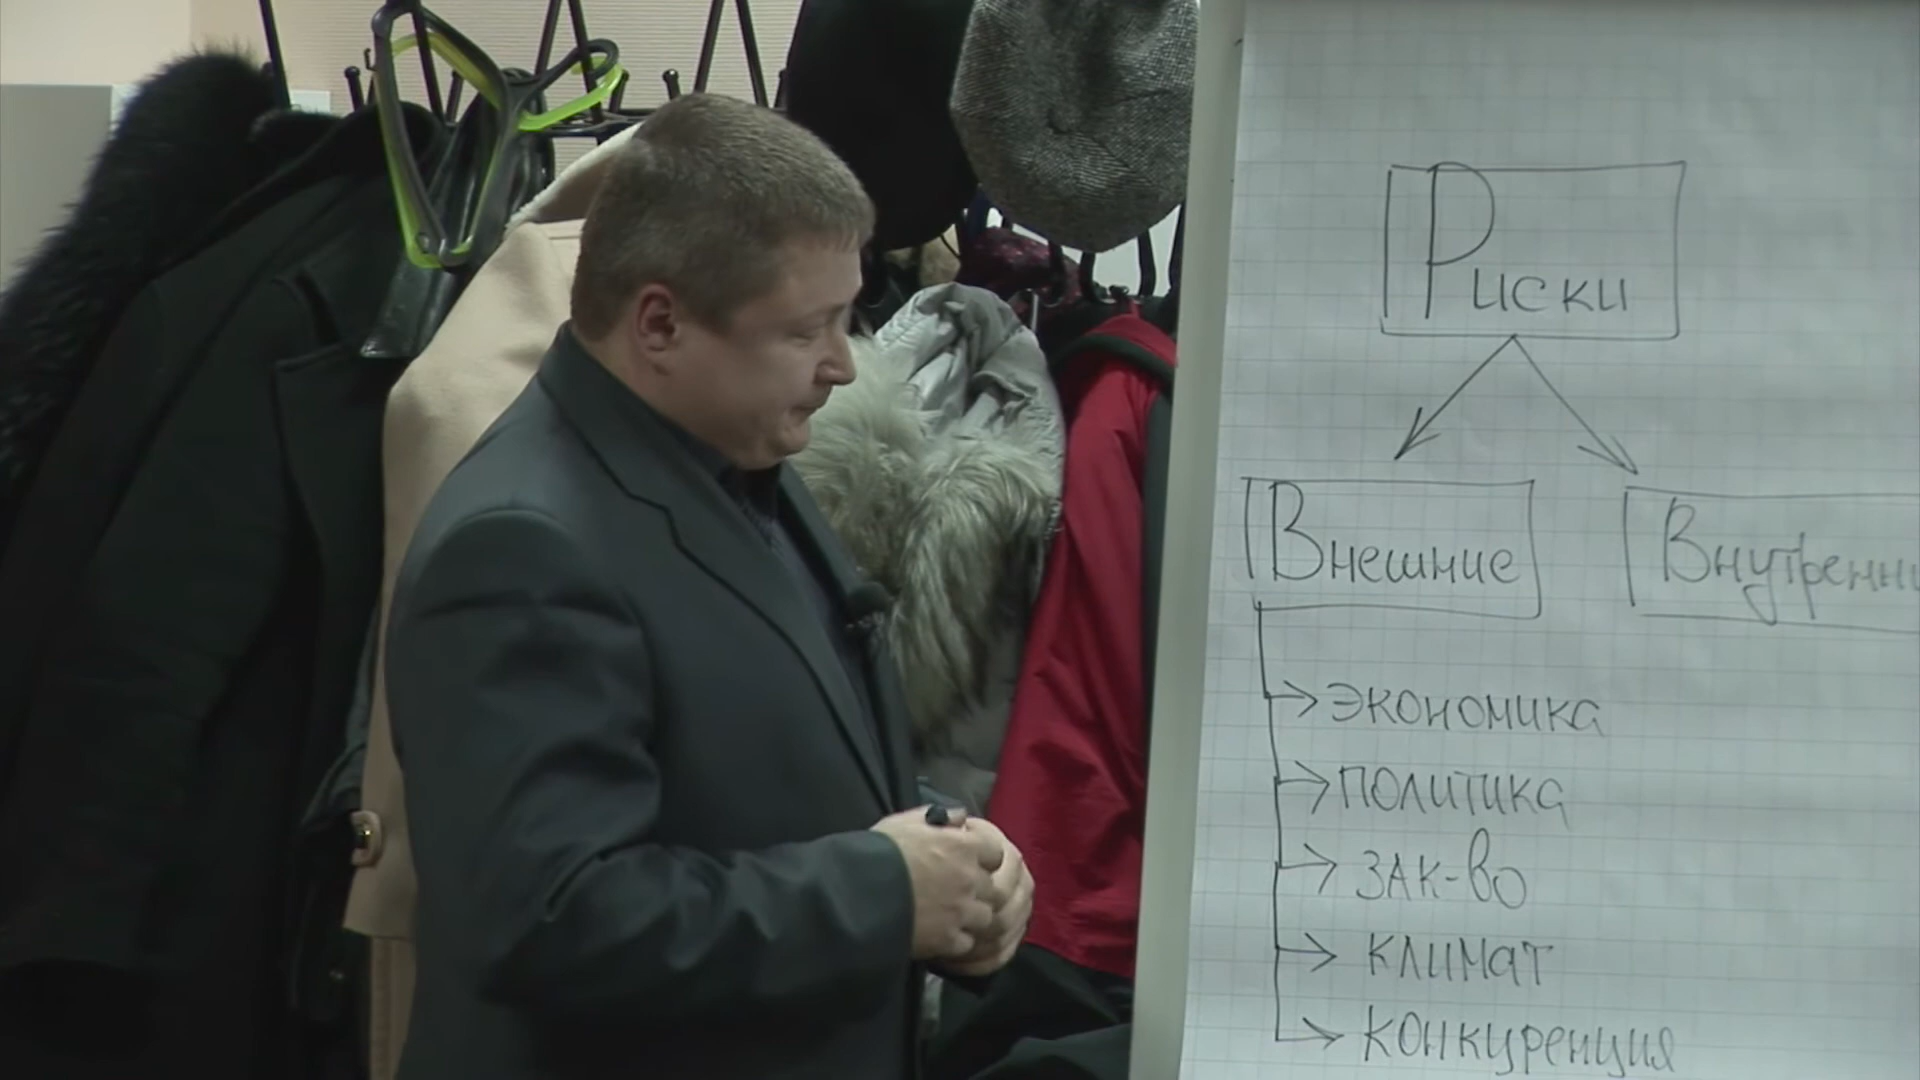 Риски
Внешние Внутренни
экономика
политика
зак-во
климат
конкуренция